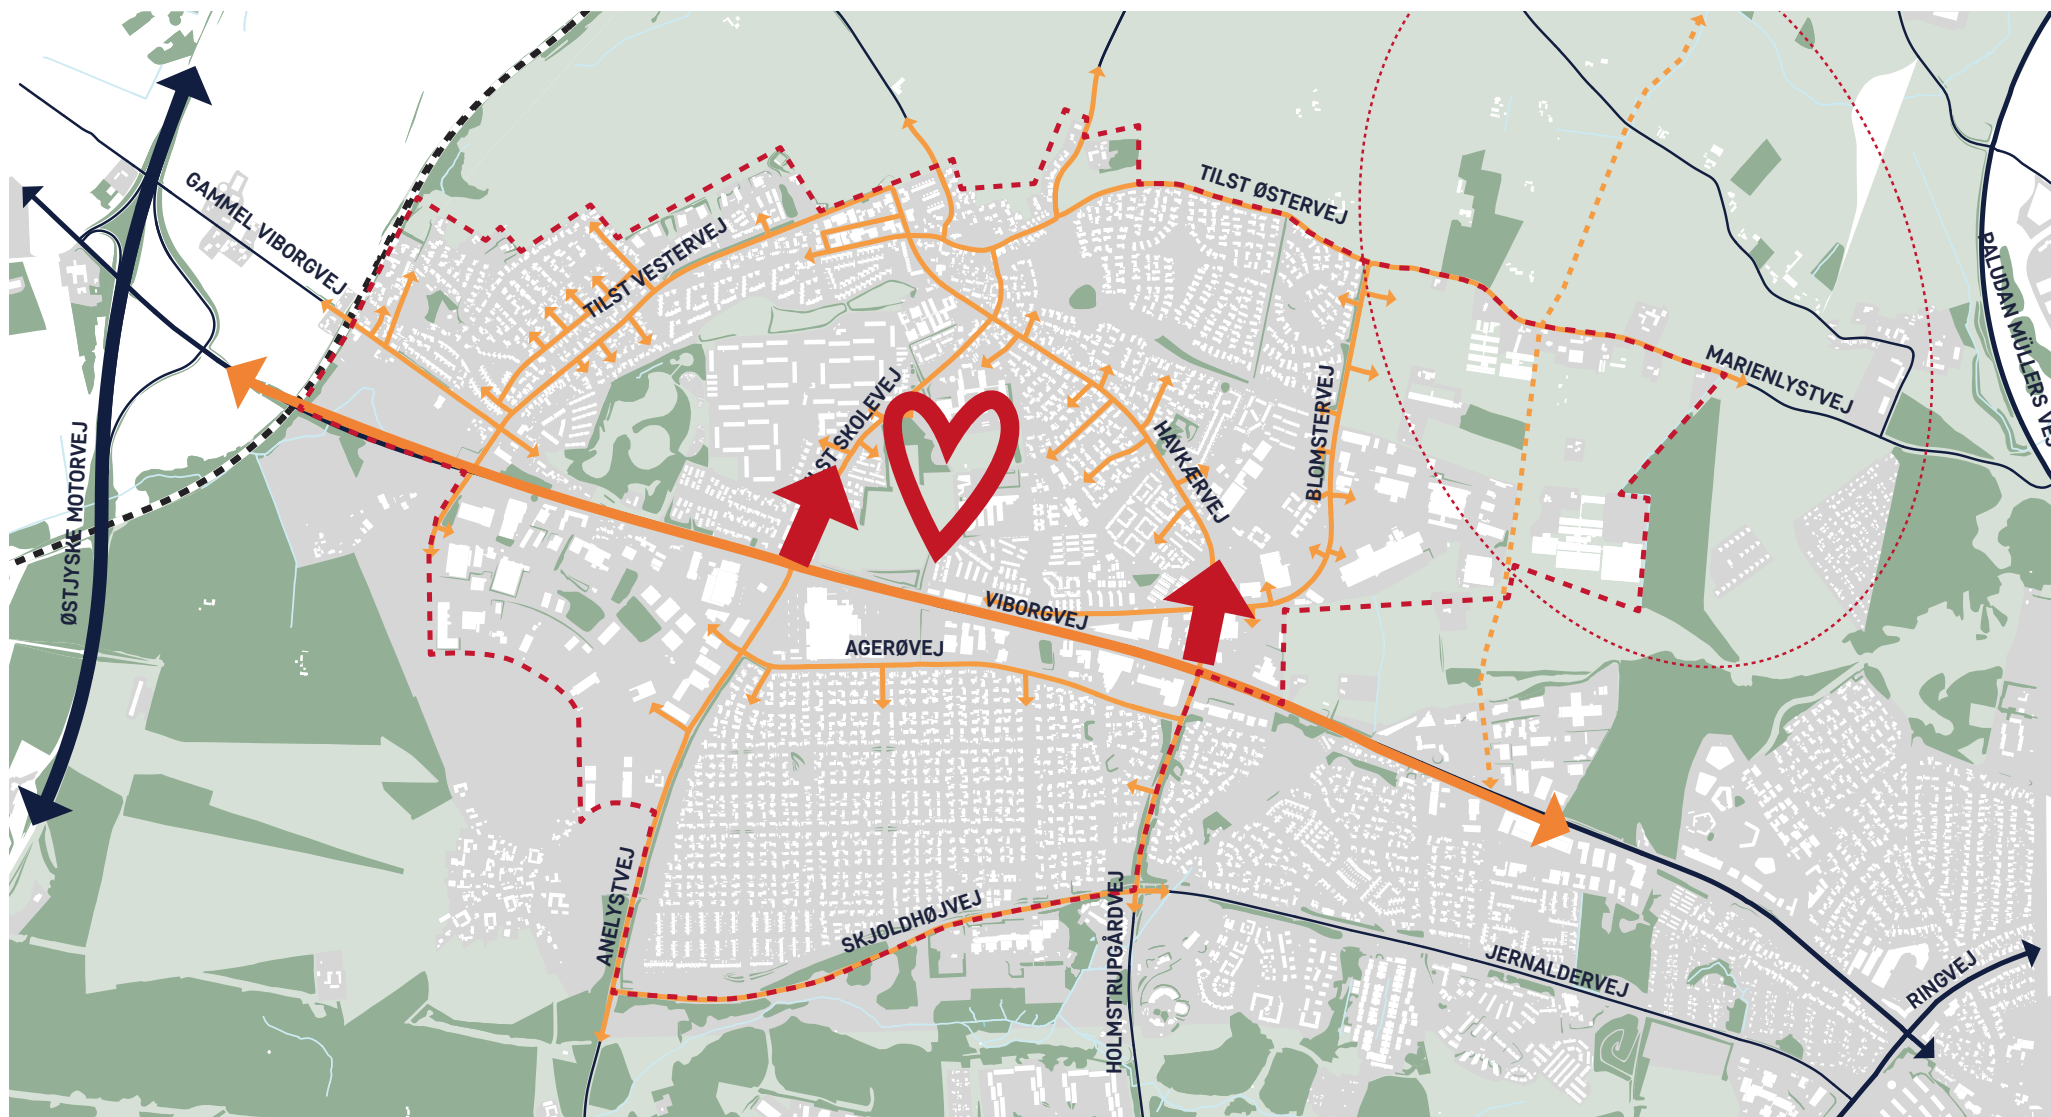 GAMMEL VIBORGVEJ
TILST VESTERVEJ
TILST ØSTERVEJ
PALUDAN MÜLLERS VEJ
MARIENLYSTVEJ
SKOLEVEJ
BLOMSTERVEJ
HAVKÆRVEJ
ØSTJYSKE MOTORVEJ
VIBORGVEJ
AGERØVEJ
ANELYSTVEJ
SKJOLDHØJVEJ
HOLMSTRUPGÅRDVEJ
JERNALDERVEJ
RINGVEJ